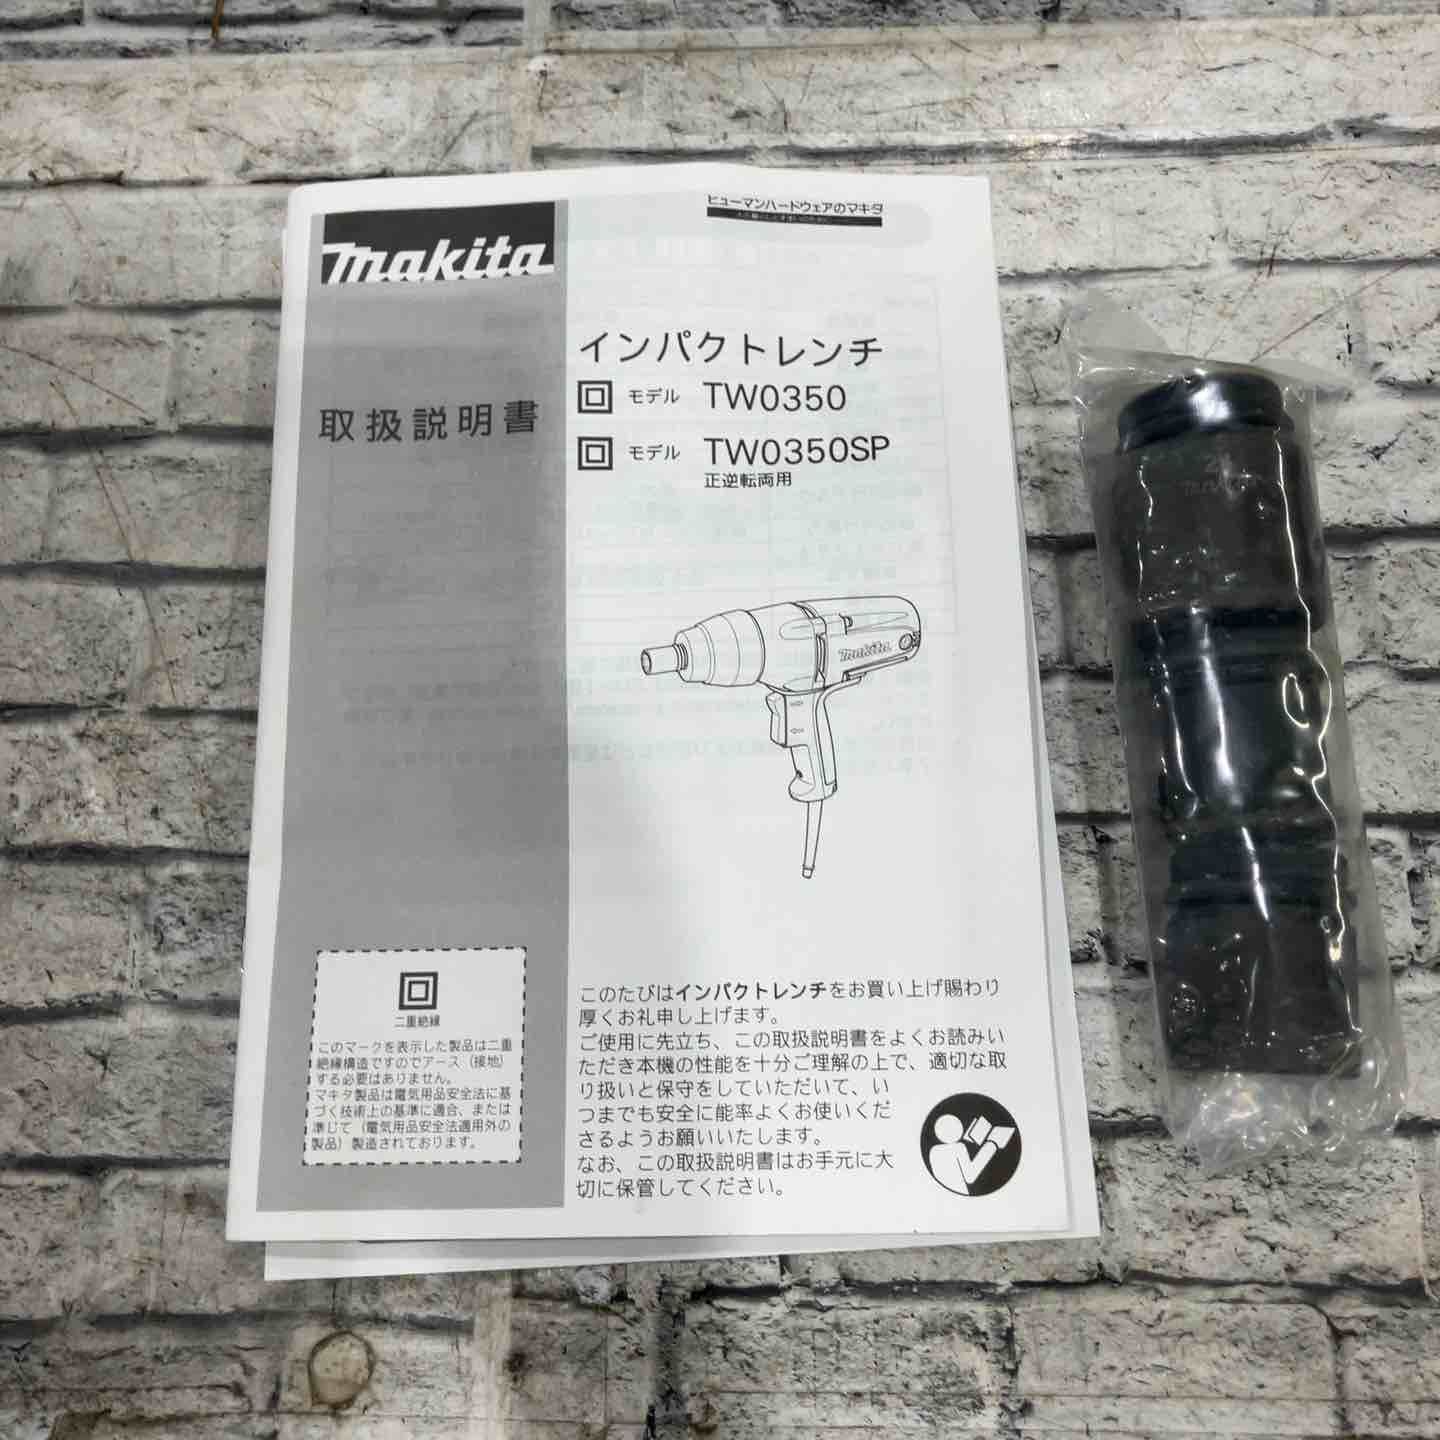 ヒューマンハードウェアのマキタ
makita
インパクトレンチ
モデル TW0350
取扱説明書
モデル TW0350SP
正逆転両用
makita
二重絶縁
このマークを表示した製品は二重
絶縁構造ですのでアース（接地）
する必要はありません。
マキタ製品は電気用品安全法に基
づく技術上の基準に適合、または
準じて（電気用品安全法適用外の
製品）製造されております。
このたびはインパクトレンチをお買い上げ賜わり
厚くお礼申し上げます。
ご使用に先立ち、この取扱説明書をよくお読みい
ただき本機の性能を十分ご理解の上で、適切な取
り扱いと保守をしていただいて、い
つまでも安全に能率よくお使いくだ
さるようお願いいたします。
なお、この取扱説明書はお手元に大
切に保管してください。